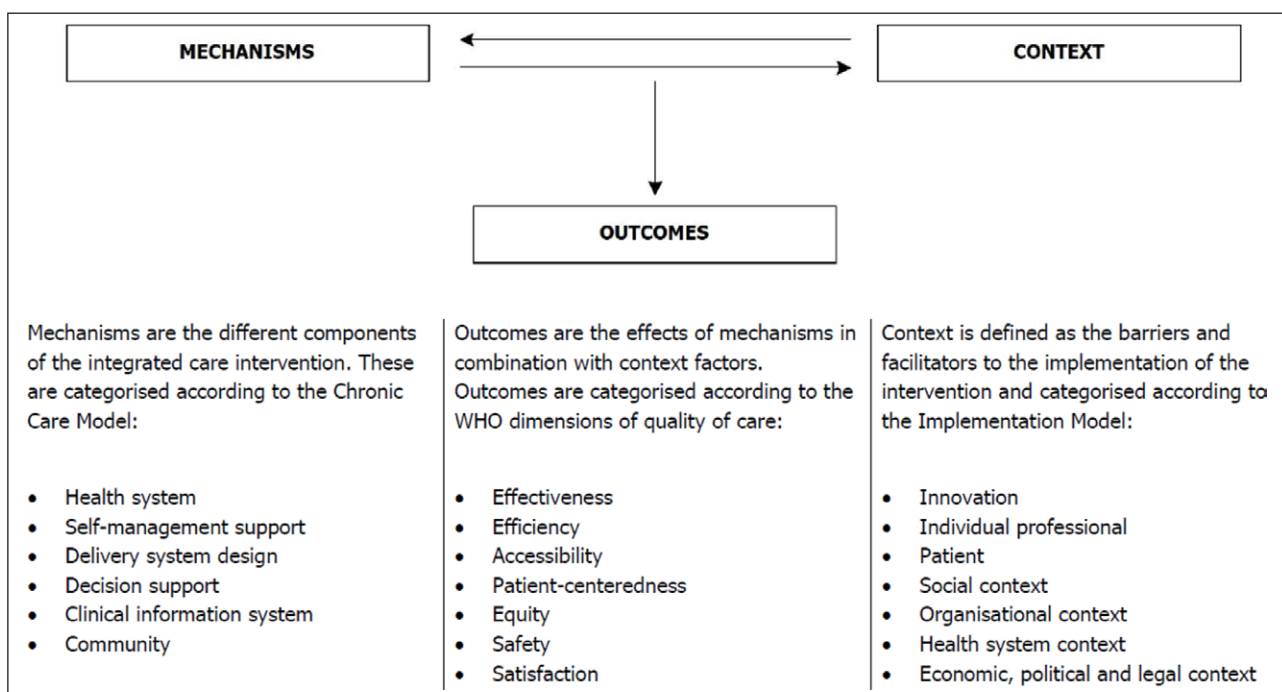 MECHANISMS
CONTEXT
OUTCOMES
Mechanisms are the different components
of the integrated care intervention. These
are categorised according to the Chronic
Care Model:
• Health system
• Self-management support
• Delivery system design
• Decision support
• Clinical information system
• Community
Outcomes are the effects of mechanisms in
combination with context factors.
Outcomes are categorised according to the
WHO dimensions of quality of care:
• Effectiveness
• Efficiency
• Accessibility
• Patient-centeredness
• Equity
• Safety
• Satisfaction
Context is defined as the barriers and
facilitators to the implementation of the
intervention and categorised according to
the Implementation Model:
• Innovation
• Individual professional
• Patient
• Social context
• Organisational context
• Health system context
• Economic, political and legal context